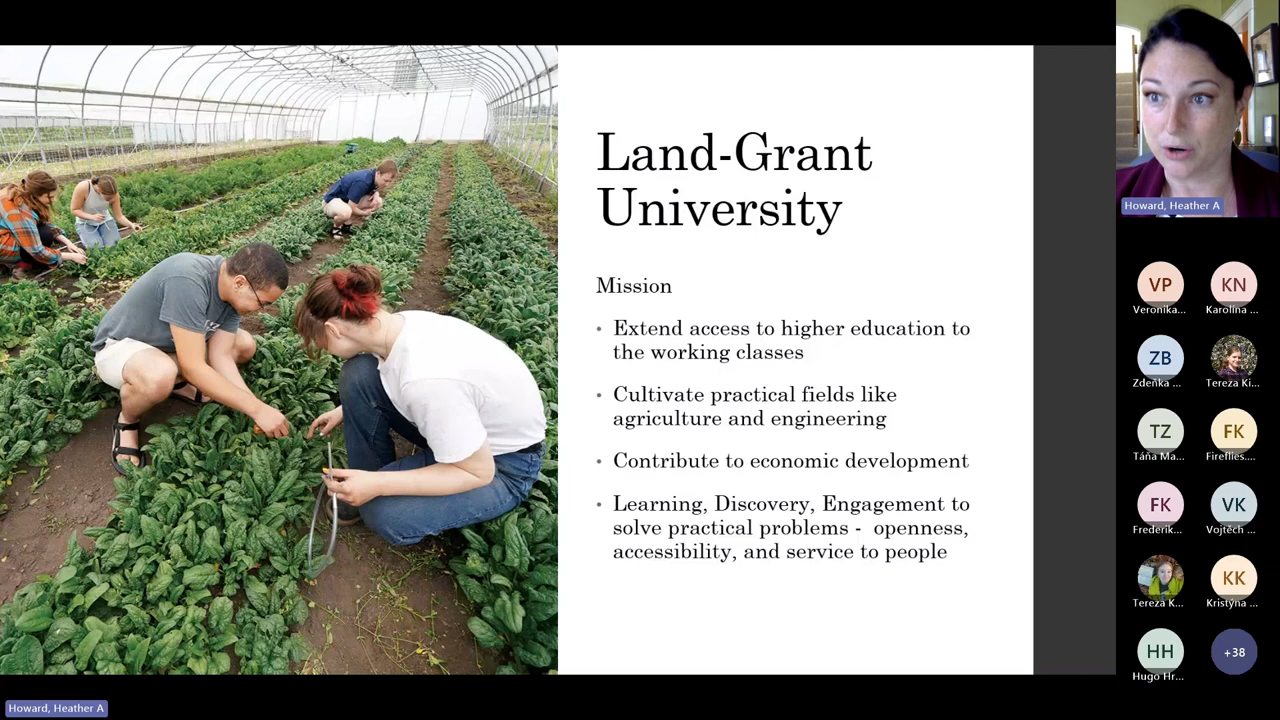 Land-Grant
University
Mission
• Extend access to higher education to
the working classes
• Cultivate practical fields like
agriculture and engineering
• Contribute to economic development
• Learning, Discovery, Engagement to
solve practical problems - openness,
accessibility, and service to people
Howard, Heather A
VP
Veronika...
KN
Karolína ...
ZB
Zdeňka ...
Tereza Ki...
TZ
Táňa Ma...
FK
Fireflies....
FK
Frederik...
VK
Vojtěch ...
Tereza K...
KK
Kristýna ...
HH
Hugo Hr...
+38
Howard, Heather A